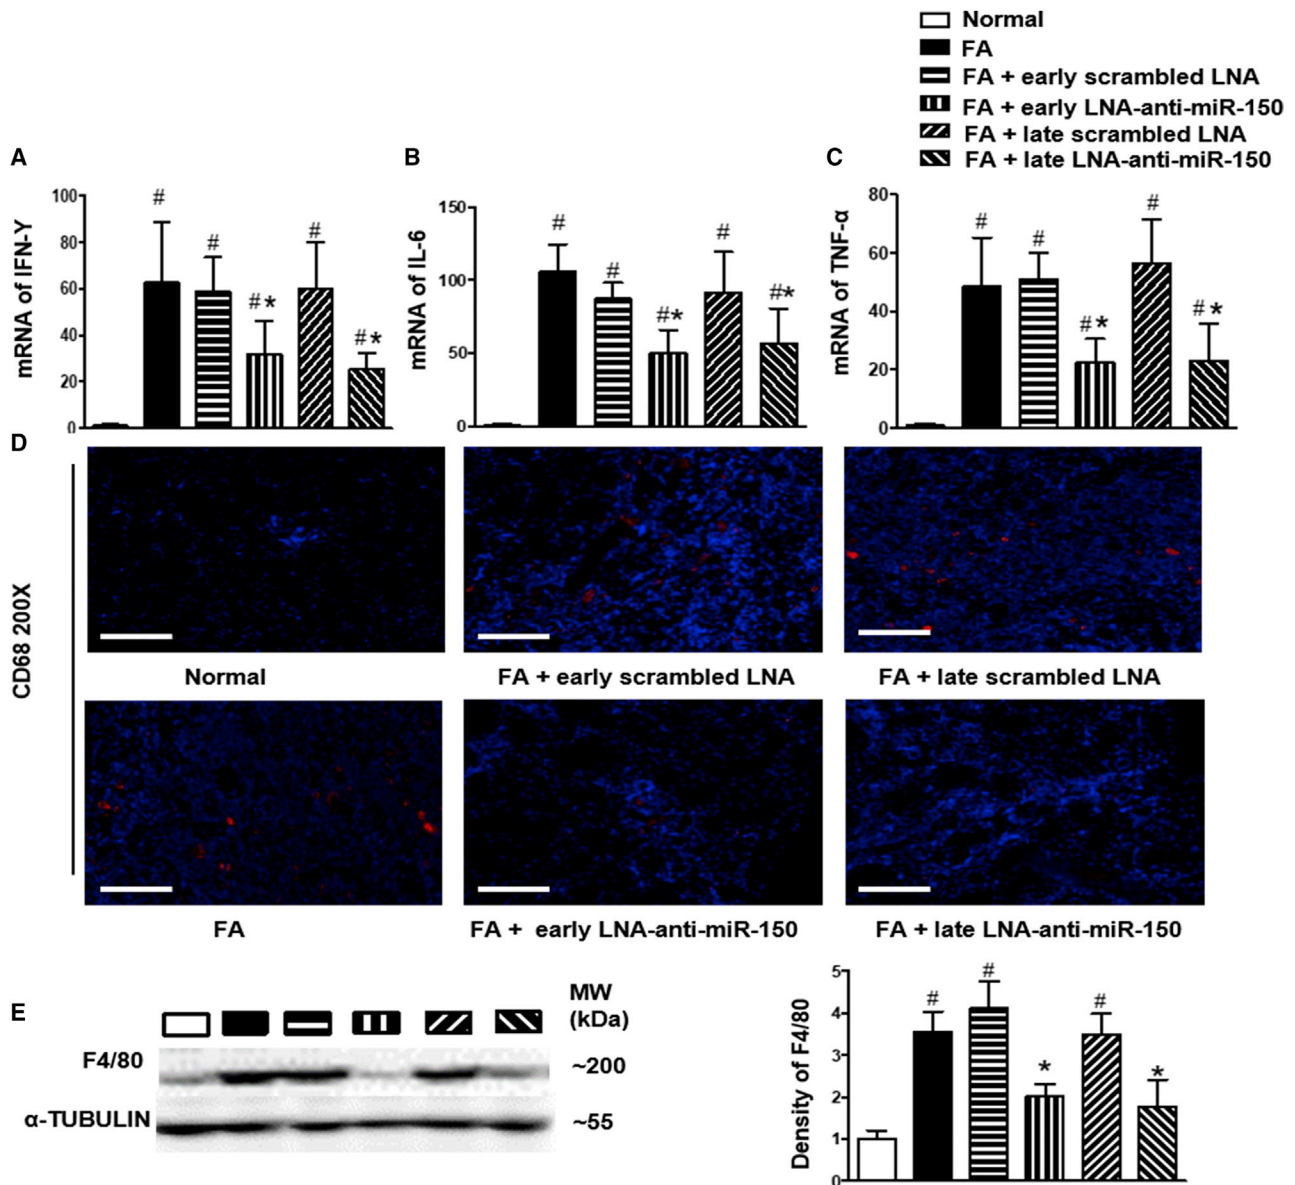 Normal
FA
FA + early scrambled LNA
FA + early LNA-anti-miR-150
FA + late scrambled LNA
FA + late LNA-anti-miR-150
A
B
C
mRNA of IFN-Y
100
80
60
40
20
0
# # #* # #*
mRNA of IL-6
150
100
50
0
# # #* # #*
mRNA of TNF-α
80
60
40
20
0
# # #* # #*
D
CD68 200X
Normal
FA + early scrambled LNA
FA + late scrambled LNA
FA
FA + early LNA-anti-miR-150
FA + late LNA-anti-miR-150
E
MW
(kDa)
F4/80
~200
α-TUBULIN
~55
Density of F4/80
5
4
3
2
1
0
# # * # *